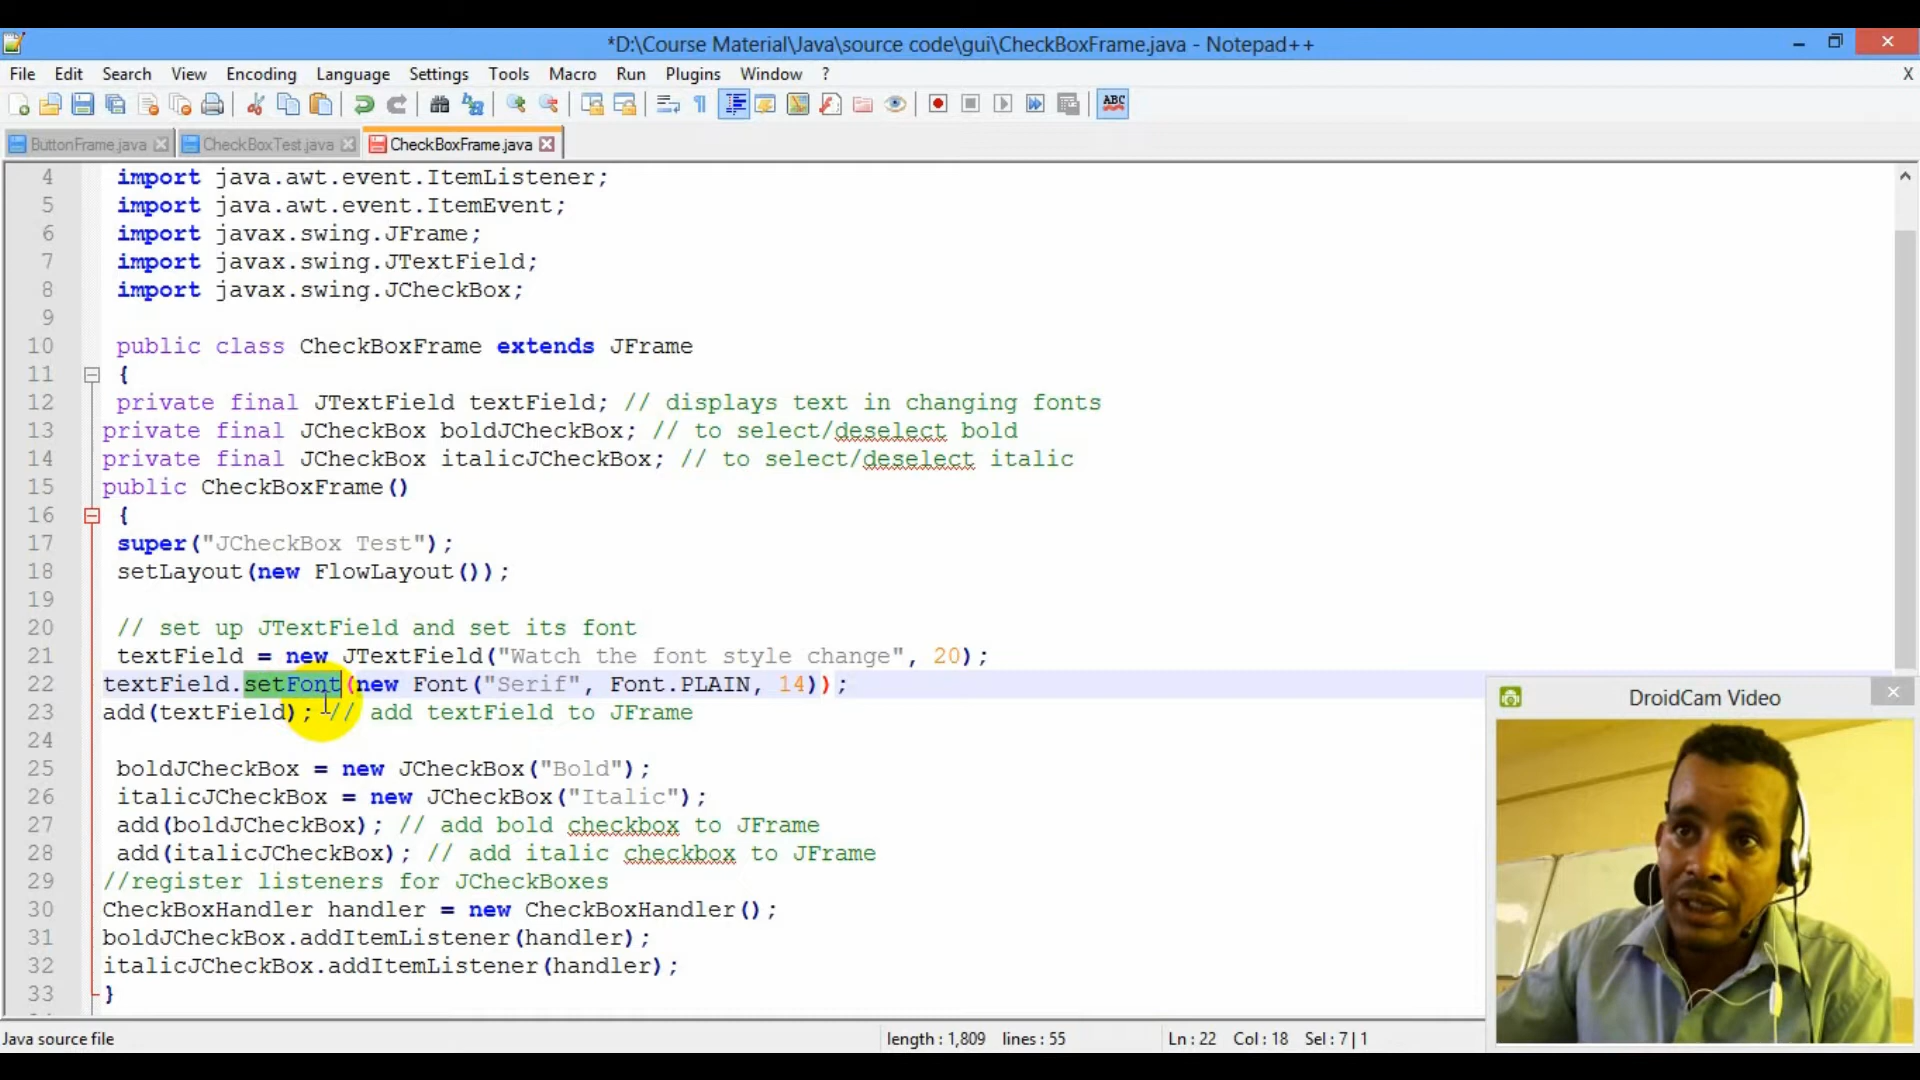 *D:\Course Material\Java\source code\gui\CheckBoxFrame.java - Notepad++
File Edit Search View Encoding Language Settings Tools Macro Run Plugins Window ? X
ABC
ButtonFrame.java CheckBoxTest.java CheckBoxFrame.java
4 import java.awt.event.ItemListener;
5 import java.awt.event.ItemEvent;
6 import javax.swing.JFrame;
7 import javax.swing.JTextField;
8 import javax.swing.JCheckBox;
9
10 public class CheckBoxFrame extends JFrame
11 {
12 private final JTextField textField; // displays text in changing fonts
13 private final JCheckBox boldJCheckBox; // to select/deselect bold
14 private final JCheckBox italicJCheckBox; // to select/deselect italic
15 public CheckBoxFrame()
16 {
17 super("JCheckBox Test");
18 setLayout(new FlowLayout());
19
20 // set up JTextField and set its font
21 textField = new JTextField("Watch the font style change", 20);
22 textField.setFont(new Font("Serif", Font.PLAIN, 14));
23 add(textField); // add textField to JFrame
24
25 boldJCheckBox = new JCheckBox("Bold");
26 italicJCheckBox = new JCheckBox("Italic");
27 add(boldJCheckBox); // add bold checkbox to JFrame
28 add(italicJCheckBox); // add italic checkbox to JFrame
29 //register listeners for JCheckBoxes
30 CheckBoxHandler handler = new CheckBoxHandler();
31 boldJCheckBox.addItemListener(handler);
32 italicJCheckBox.addItemListener(handler);
33 }
DroidCam Video
Java source file length : 1,809 lines : 55 Ln : 22 Col : 18 Sel : 7 | 1